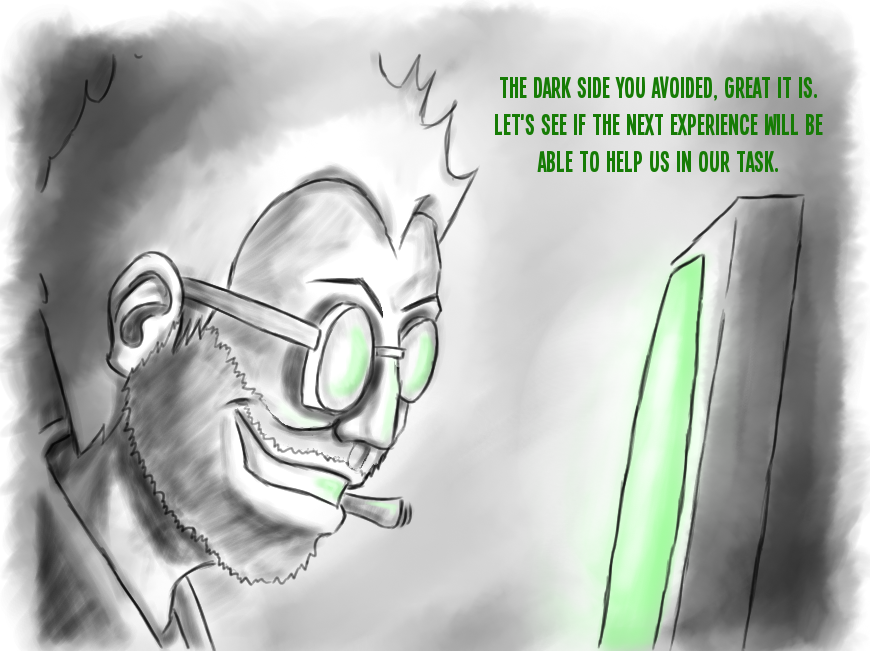 THE DARK SIDE YOU AVOIDED, GREAT IT IS.
LET'S SEE IF THE NEXT EXPERIENCE WILL BE
ABLE TO HELP US IN OUR TASK.